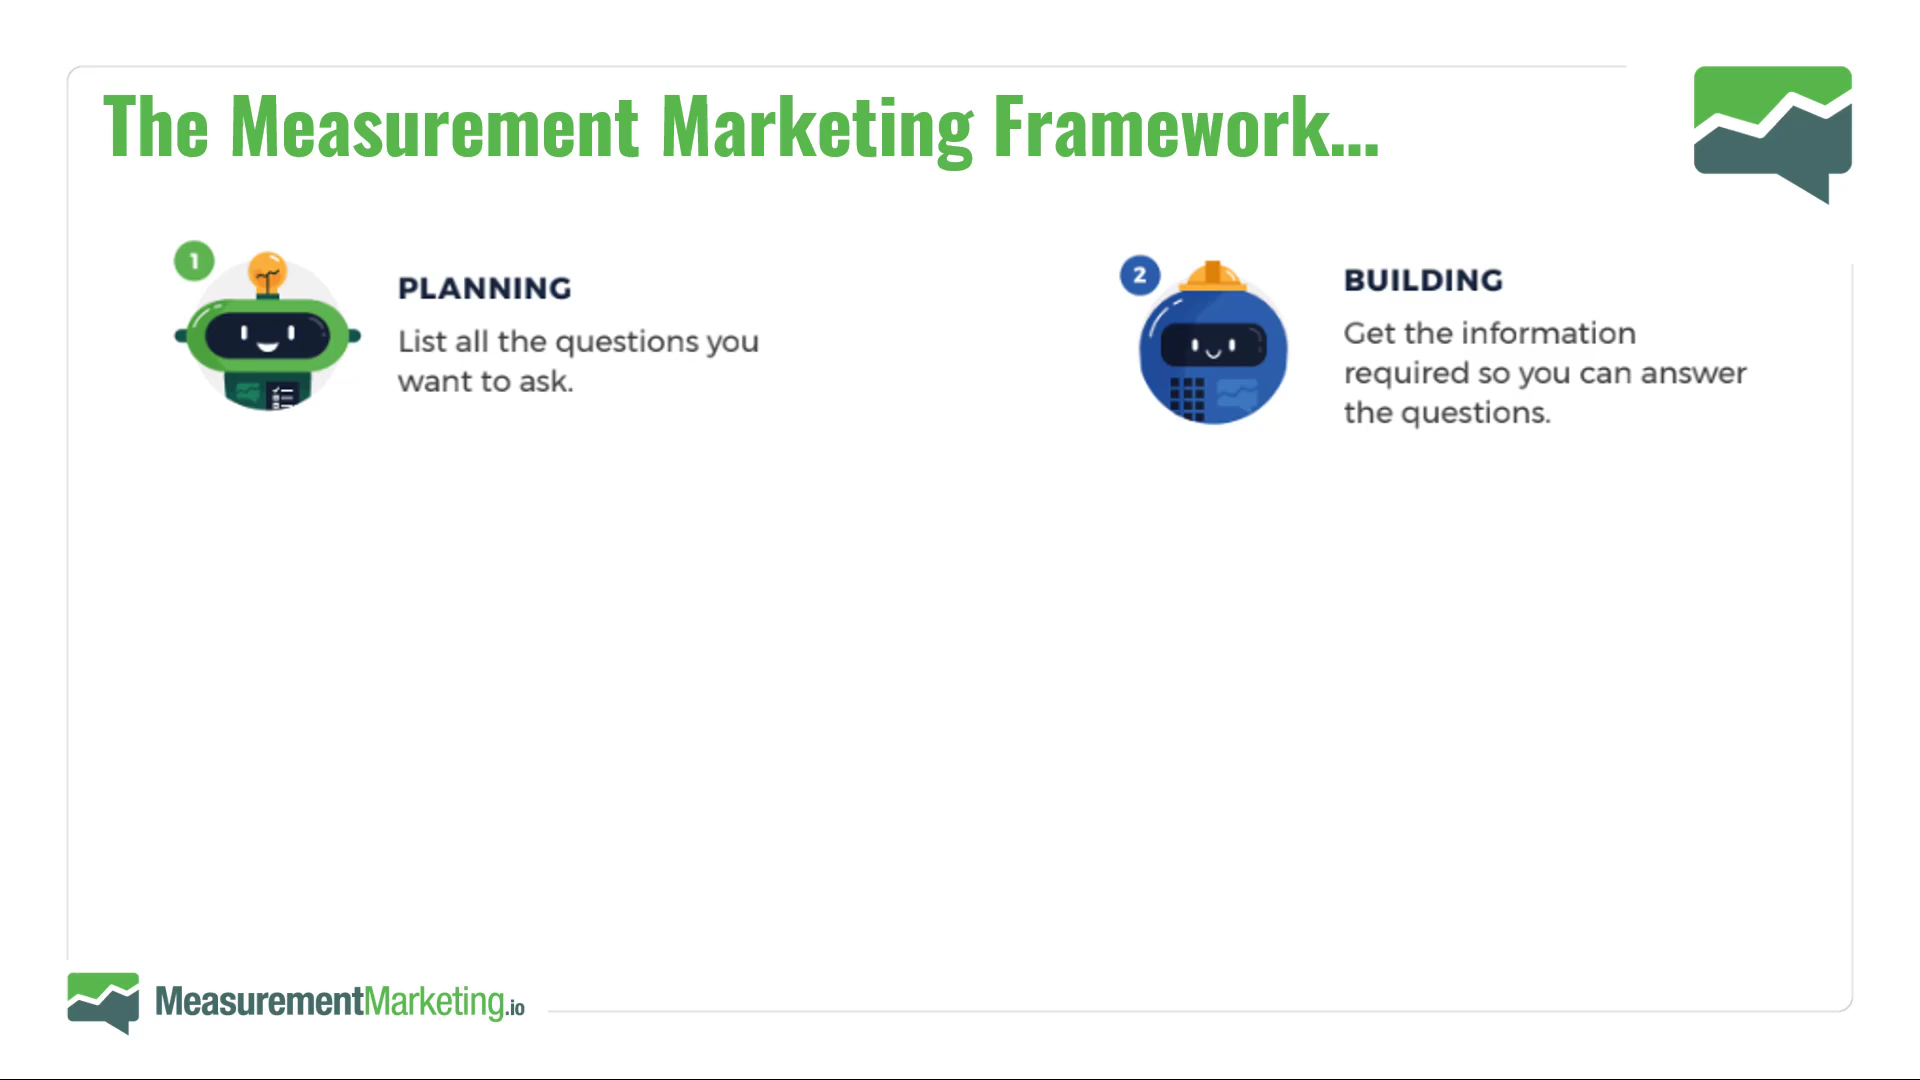 The Measurement Marketing Framework...
1
PLANNING
List all the questions you
want to ask.
2
BUILDING
Get the information
required so you can answer
the questions.
MeasurementMarketing.io